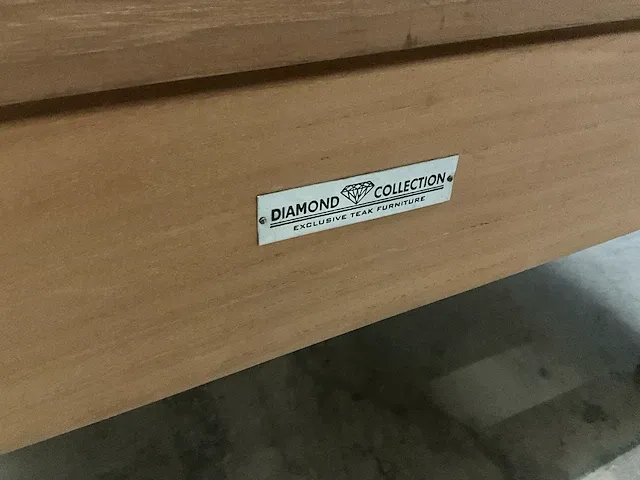 DIAMOND COLLECTION
EXCLUSIVE TEAK FURNITURE